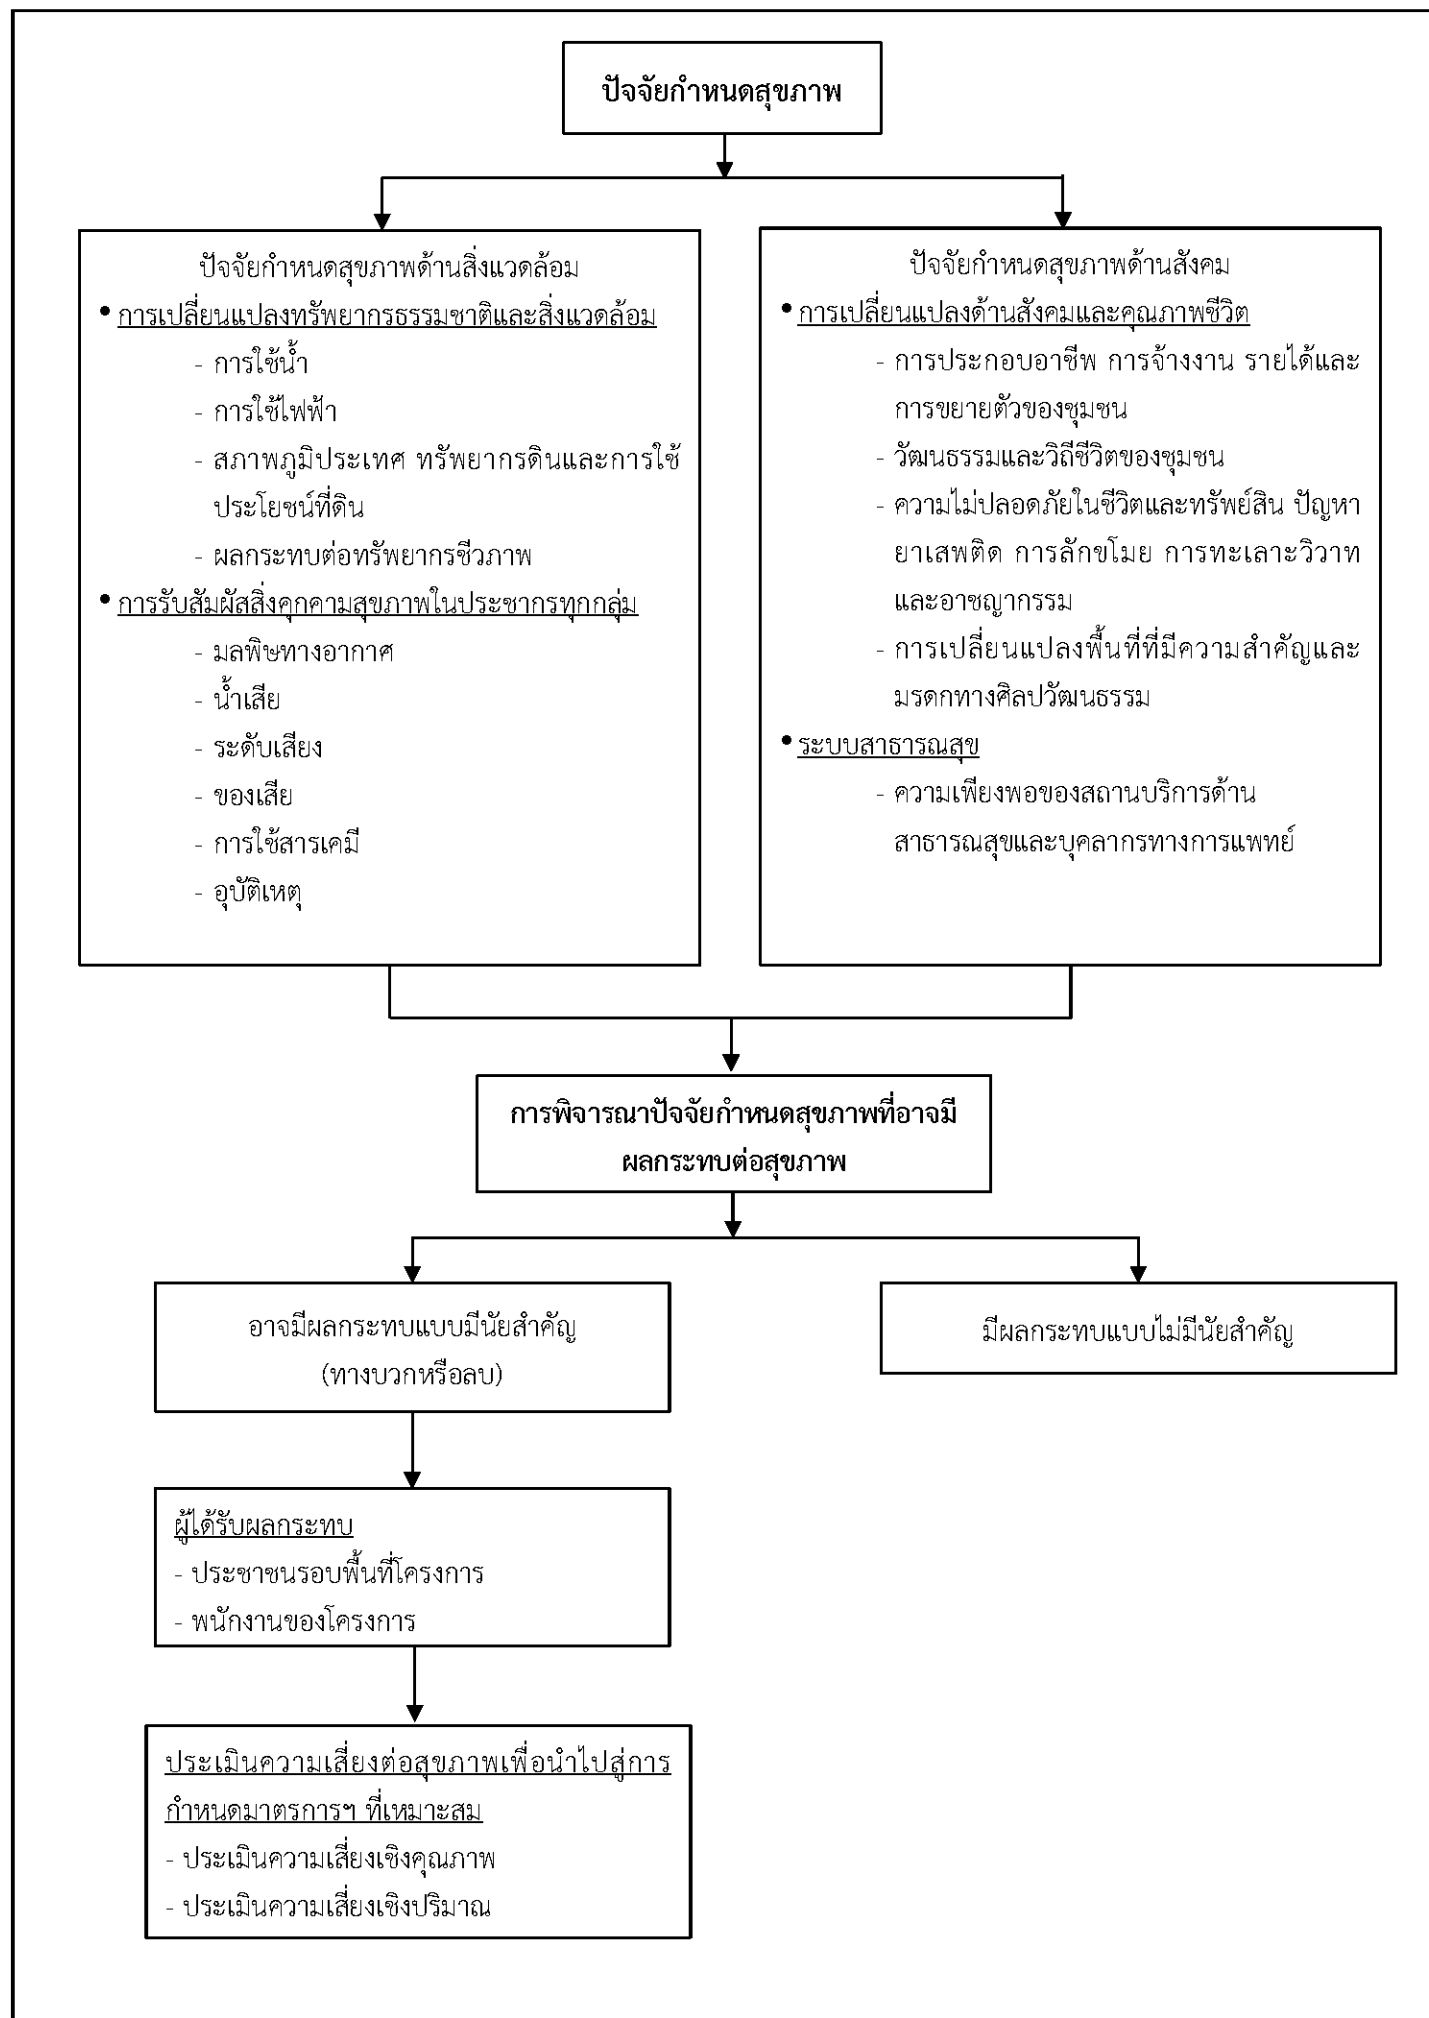 ปัจจัยกำหนดสุขภาพ
ปัจจัยกำหนดสุขภาพด้านสิ่งแวดล้อม
• การเปลี่ยนแปลงทรัพยากรธรรมชาติและสิ่งแวดล้อม
- การใช้น้ำ
- การใช้ไฟฟ้า
- สภาพภูมิประเทศ ทรัพยากรดินและการใช้
ประโยชน์ที่ดิน
- ผลกระทบต่อทรัพยากรชีวภาพ
• การรับสัมผัสสิ่งคุกคามสุขภาพในประชากรทุกกลุ่ม
- มลพิษทางอากาศ
- น้ำเสีย
- ระดับเสียง
- ของเสีย
- การใช้สารเคมี
- อุบัติเหตุ
ปัจจัยกำหนดสุขภาพด้านสังคม
• การเปลี่ยนแปลงด้านสังคมและคุณภาพชีวิต
- การประกอบอาชีพ การจ้างงาน รายได้และ
การขยายตัวของชุมชน
- วัฒนธรรมและวิถีชีวิตของชุมชน
- ความไม่ปลอดภัยในชีวิตและทรัพย์สิน ปัญหา
ยาเสพติด การลักขโมย การทะเลาะวิวาท
และอาชญากรรม
- การเปลี่ยนแปลงพื้นที่ที่มีความสำคัญและ
มรดกทางศิลปวัฒนธรรม
• ระบบสาธารณสุข
- ความเพียงพอของสถานบริการด้าน
สาธารณสุขและบุคลากรทางการแพทย์
การพิจารณาปัจจัยกำหนดสุขภาพที่อาจมี
ผลกระทบต่อสุขภาพ
อาจมีผลกระทบแบบมีนัยสำคัญ
(ทางบวกหรือลบ)
มีผลกระทบแบบไม่มีนัยสำคัญ
ผู้ได้รับผลกระทบ
- ประชาชนรอบพื้นที่โครงการ
- พนักงานของโครงการ
ประเมินความเสี่ยงต่อสุขภาพเพื่อนำไปสู่การ
กำหนดมาตรการฯ ที่เหมาะสม
- ประเมินความเสี่ยงเชิงคุณภาพ
- ประเมินความเสี่ยงเชิงปริมาณ